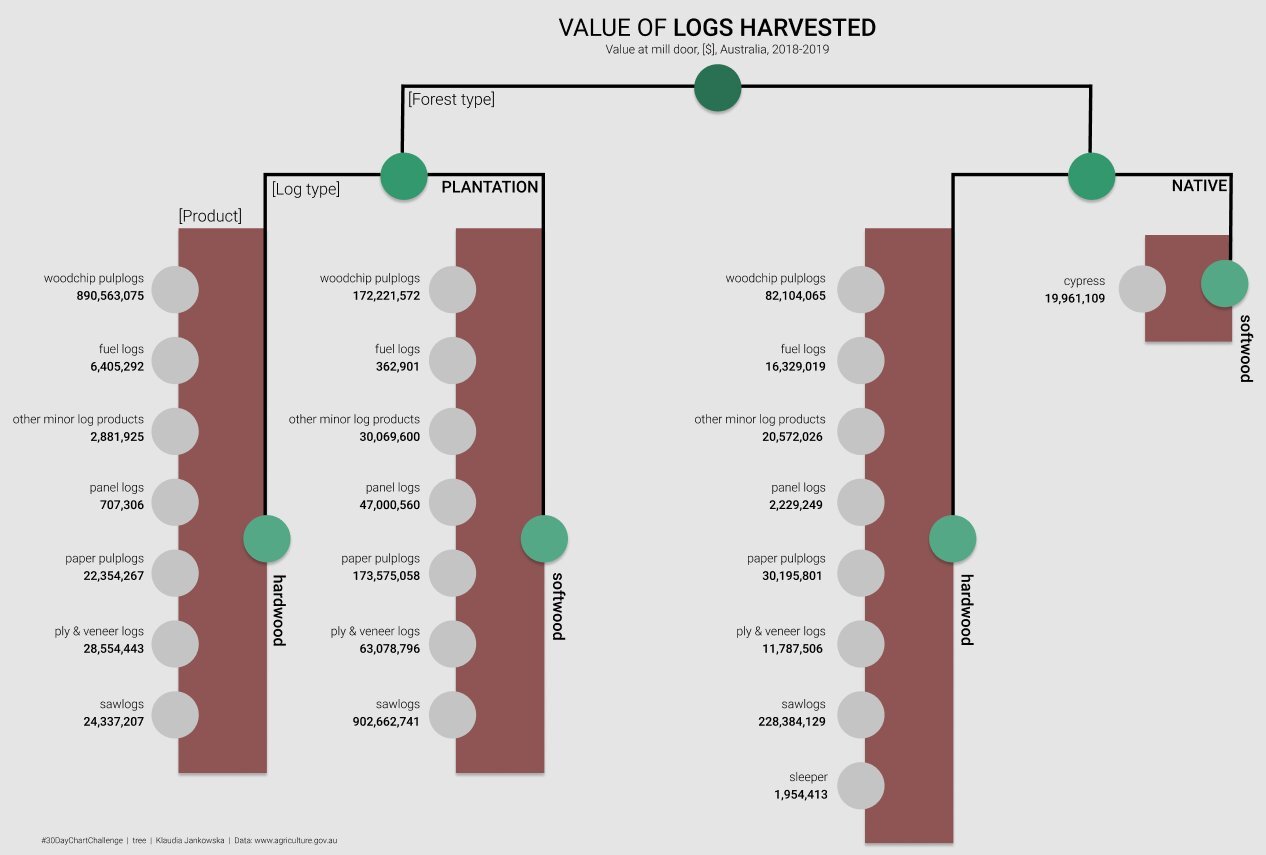 VALUE OF LOGS HARVESTED
Value at mill door, [$], Australia, 2018-2019
[Forest type]
[Log type]
PLANTATION
[Product]
woodchip pulplogs
890,563,075
fuel logs
6,405,292
other minor log products
2,881,925
panel logs
707,306
paper pulplogs
22,354,267
ply & veneer logs
28,554,443
sawlogs
24,337,207
hardwood
woodchip pulplogs
172,221,572
fuel logs
362,901
other minor log products
30,069,600
panel logs
47,000,560
paper pulplogs
173,575,058
ply & veneer logs
63,078,796
sawlogs
902,662,741
softwood
NATIVE
woodchip pulplogs
82,104,065
fuel logs
16,329,019
other minor log products
20,572,026
panel logs
2,229,249
paper pulplogs
30,195,801
ply & veneer logs
11,787,506
sawlogs
228,384,129
sleeper
1,954,413
hardwood
cypress
19,961,109
softwood
#30DayChartChallenge | tree | Klaudia Jankowska | Data: www.agriculture.gov.au